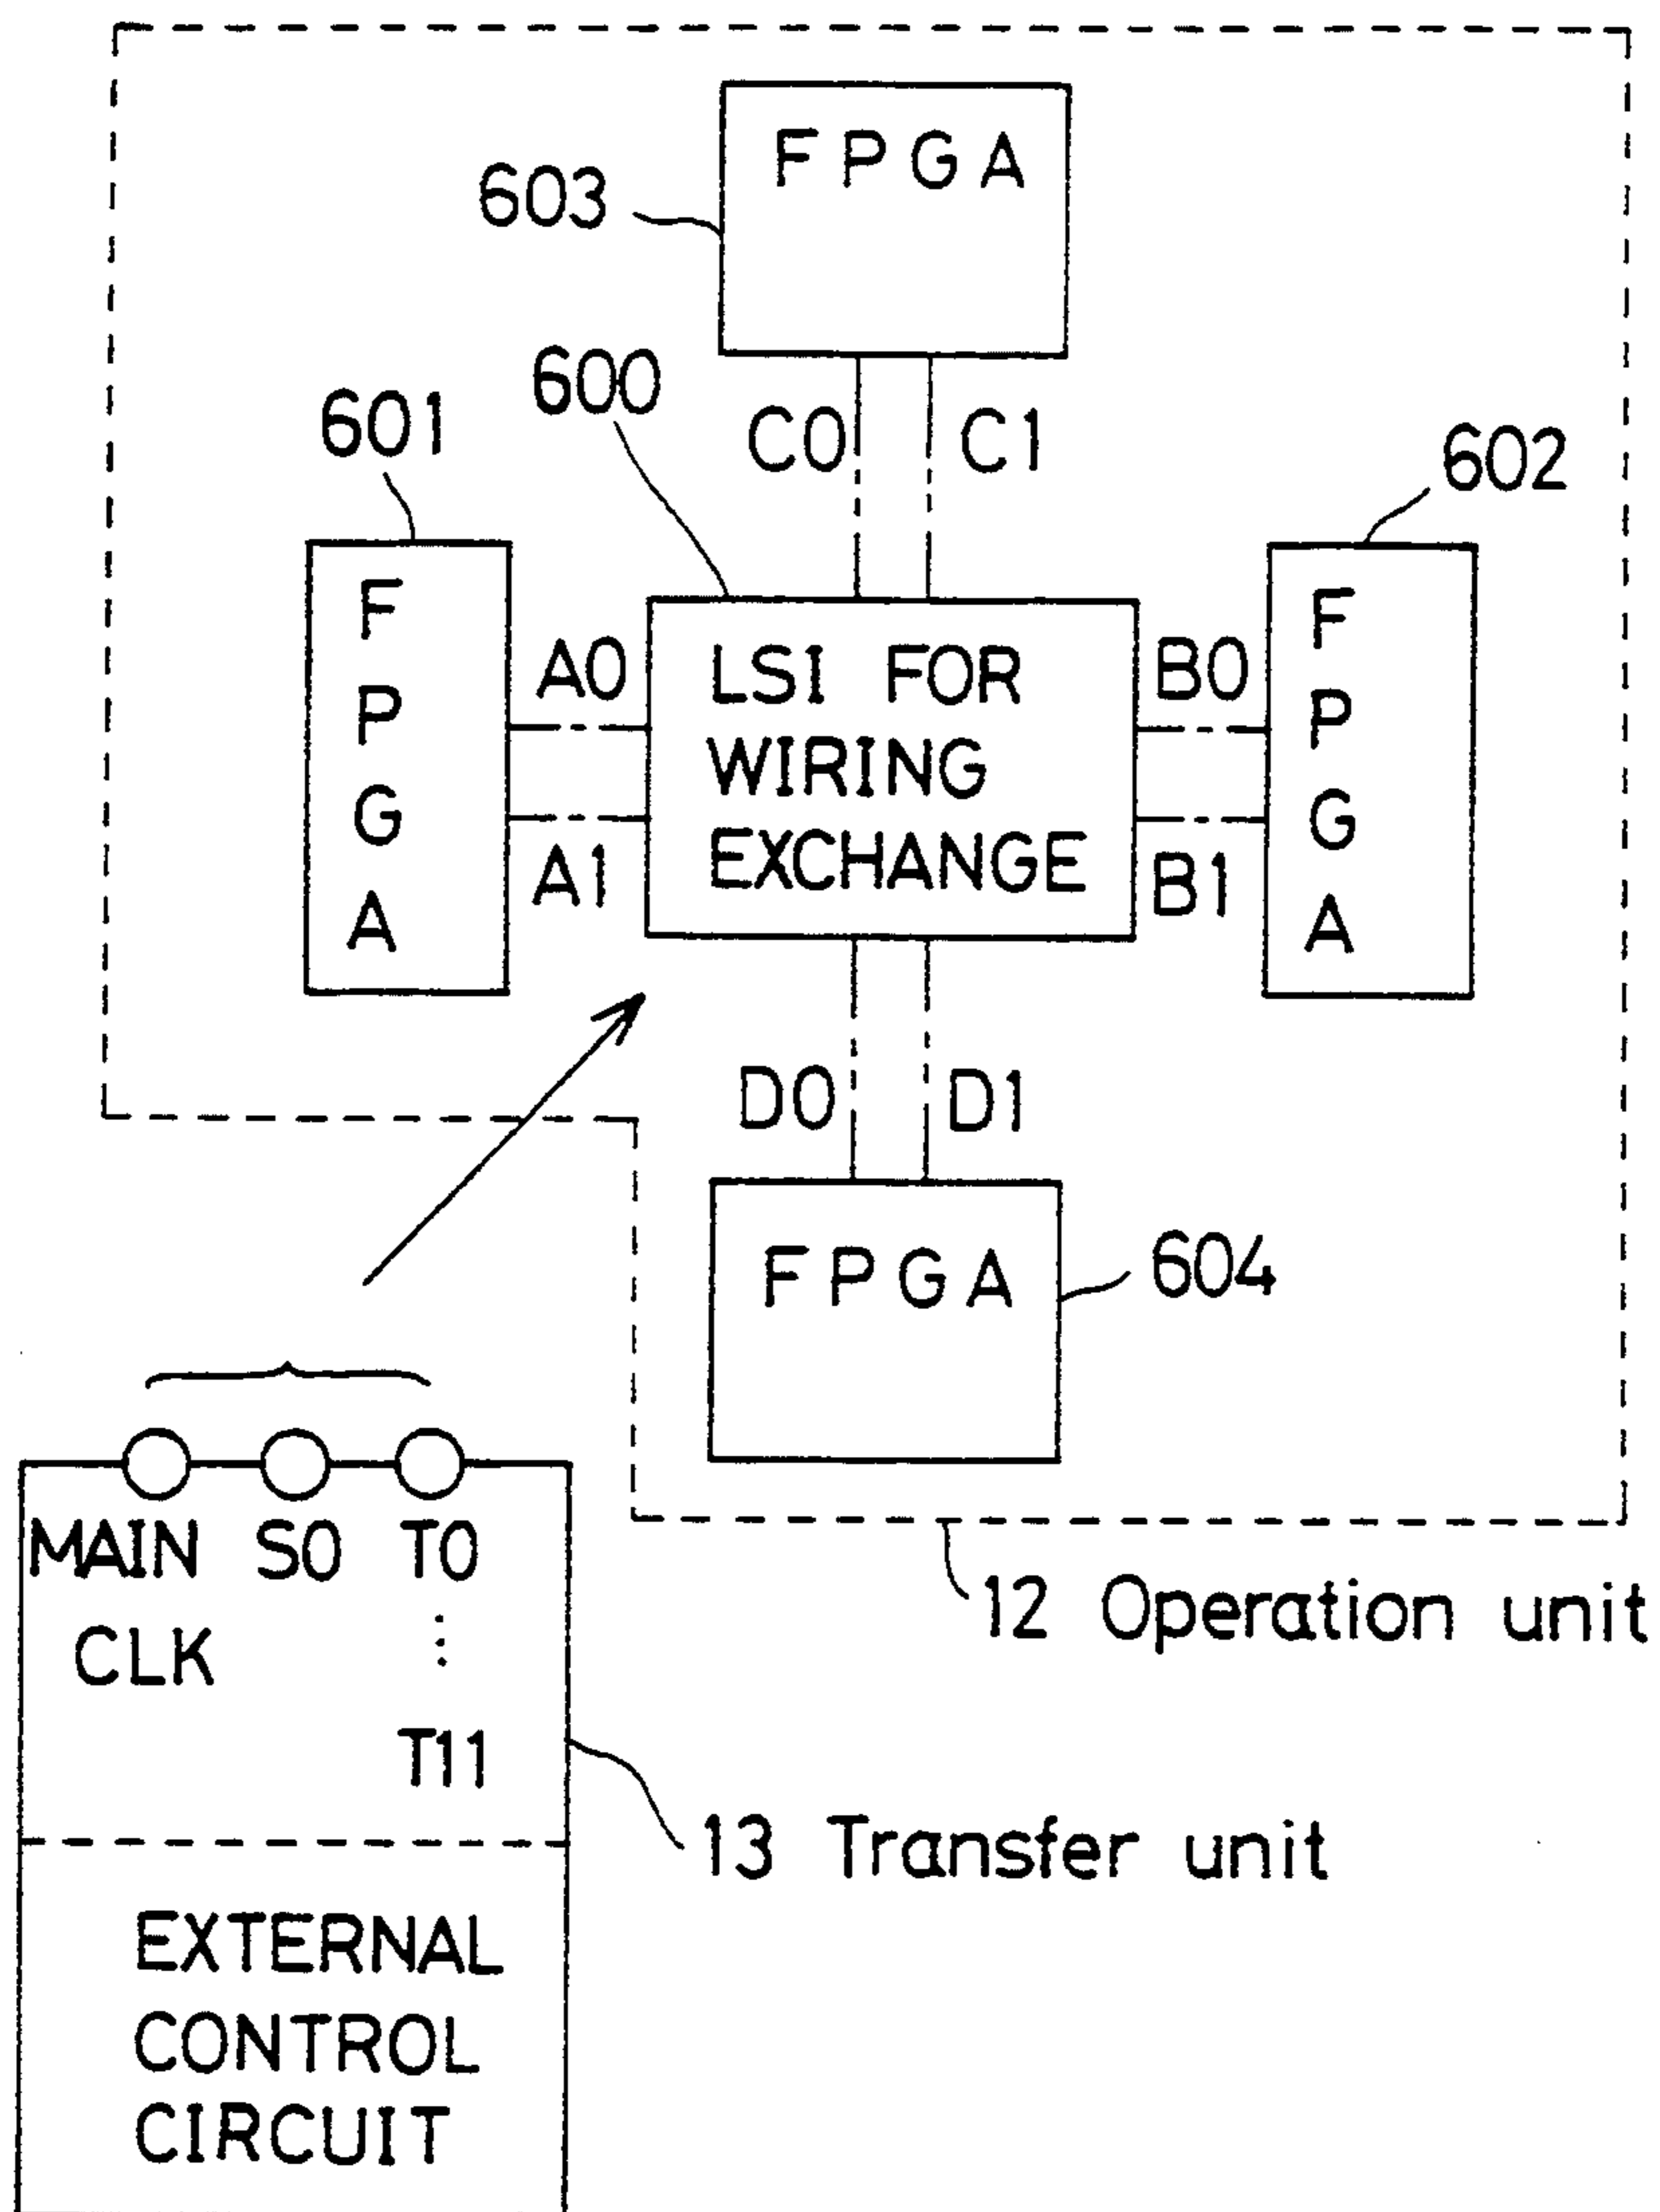 FPGA
603
600
C0
C1
601
602
F
P
G
A
A0
A1
LSI FOR
WIRING
EXCHANGE
B0
B1
F
P
G
A
D0
D1
FPGA
604
12 Operation unit
MAIN
CLK
S0
T0
⋮
T11
13 Transfer unit
EXTERNAL
CONTROL
CIRCUIT